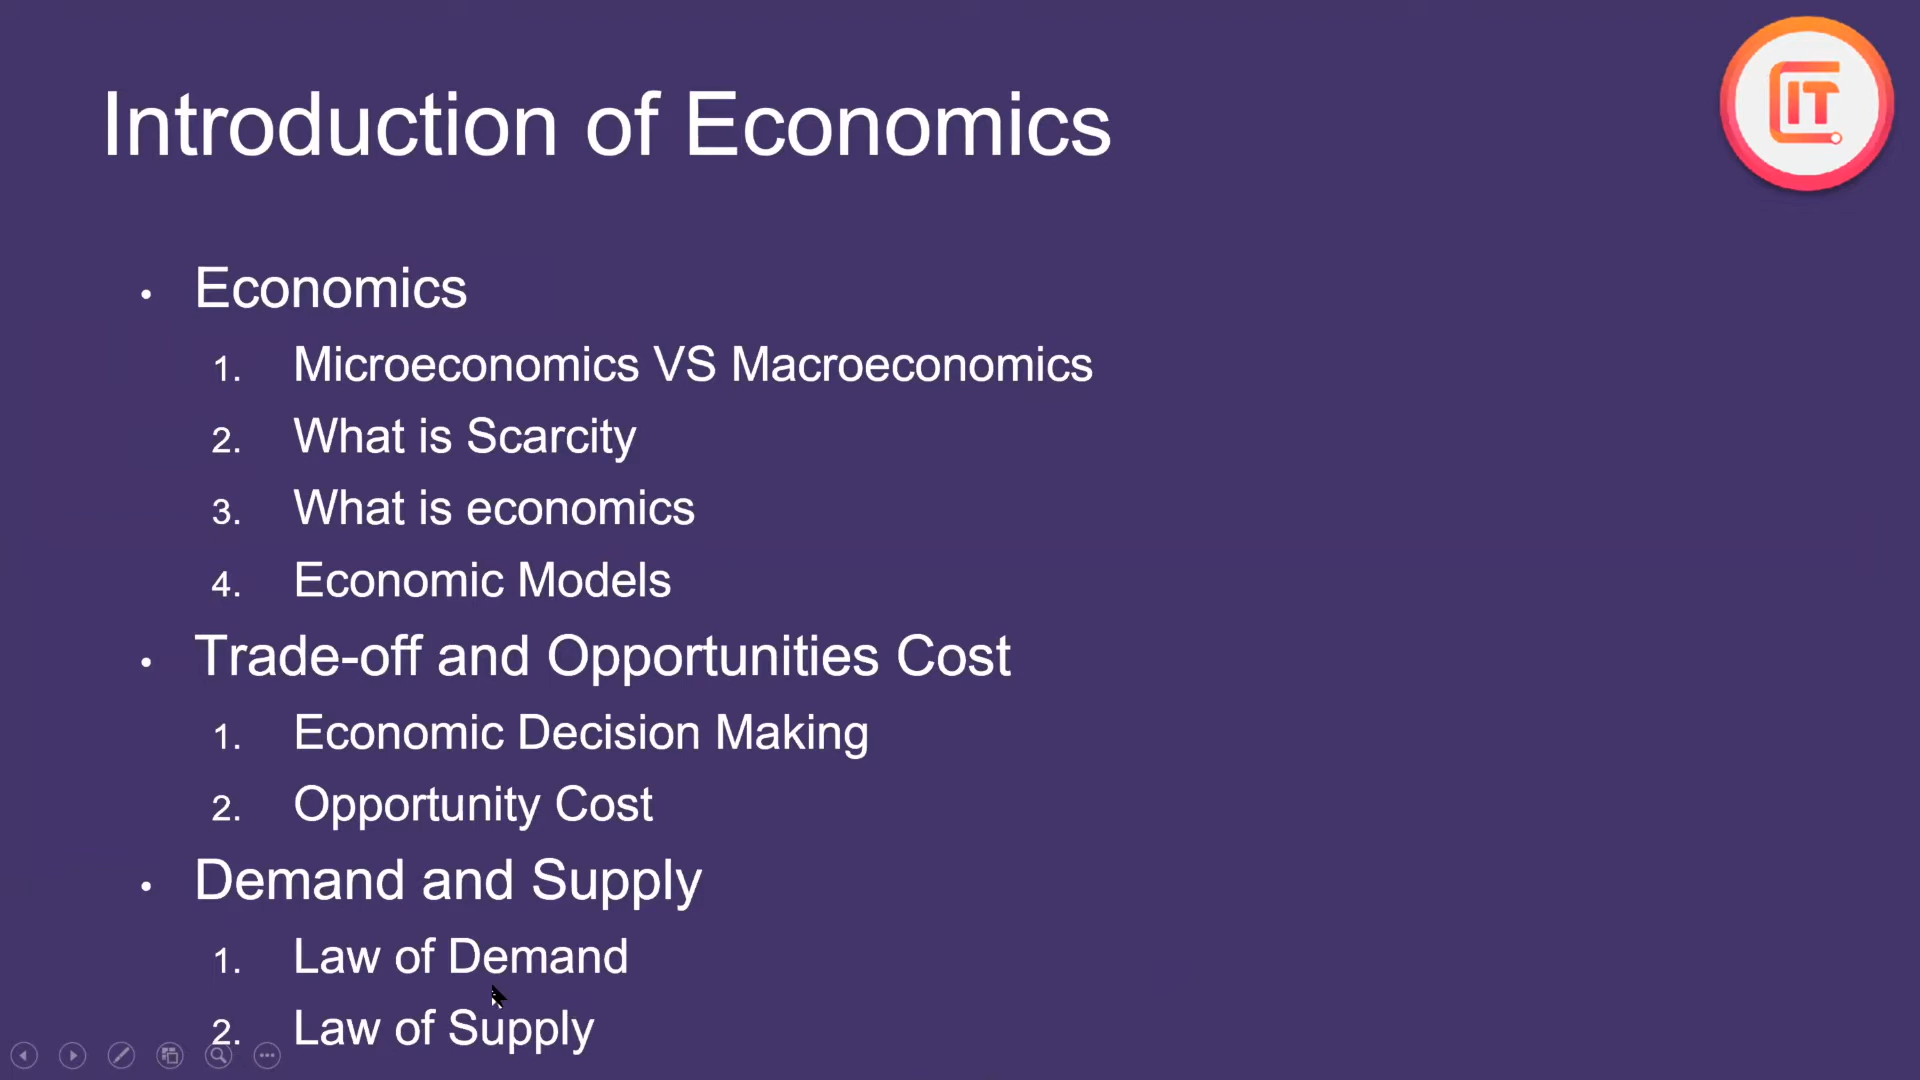 Introduction of Economics
IT
• Economics
1. Microeconomics VS Macroeconomics
2. What is Scarcity
3. What is economics
4. Economic Models
• Trade-off and Opportunities Cost
1. Economic Decision Making
2. Opportunity Cost
• Demand and Supply
1. Law of Demand
2. Law of Supply